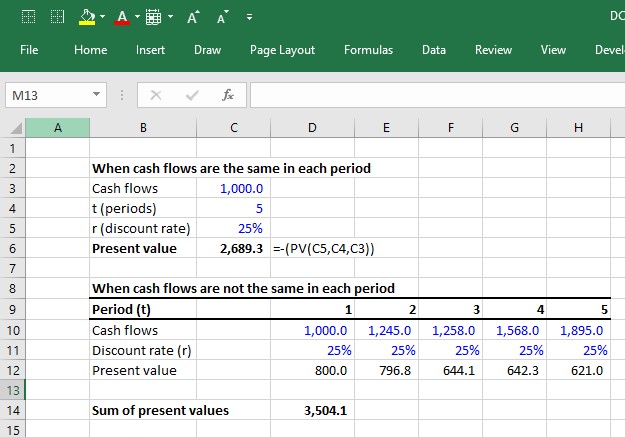 A A A DC
File Home Insert Draw Page Layout Formulas Data Review View Devel
M13 fx
A B C D E F G H
1
2 When cash flows are the same in each period
3 Cash flows 1,000.0
4 t (periods) 5
5 r (discount rate) 25%
6 Present value 2,689.3 =-(PV(C5,C4,C3))
7
8 When cash flows are not the same in each period
9 Period (t) 1 2 3 4 5
10 Cash flows 1,000.0 1,245.0 1,258.0 1,568.0 1,895.0
11 Discount rate (r) 25% 25% 25% 25% 25%
12 Present value 800.0 796.8 644.1 642.3 621.0
13
14 Sum of present values 3,504.1
15